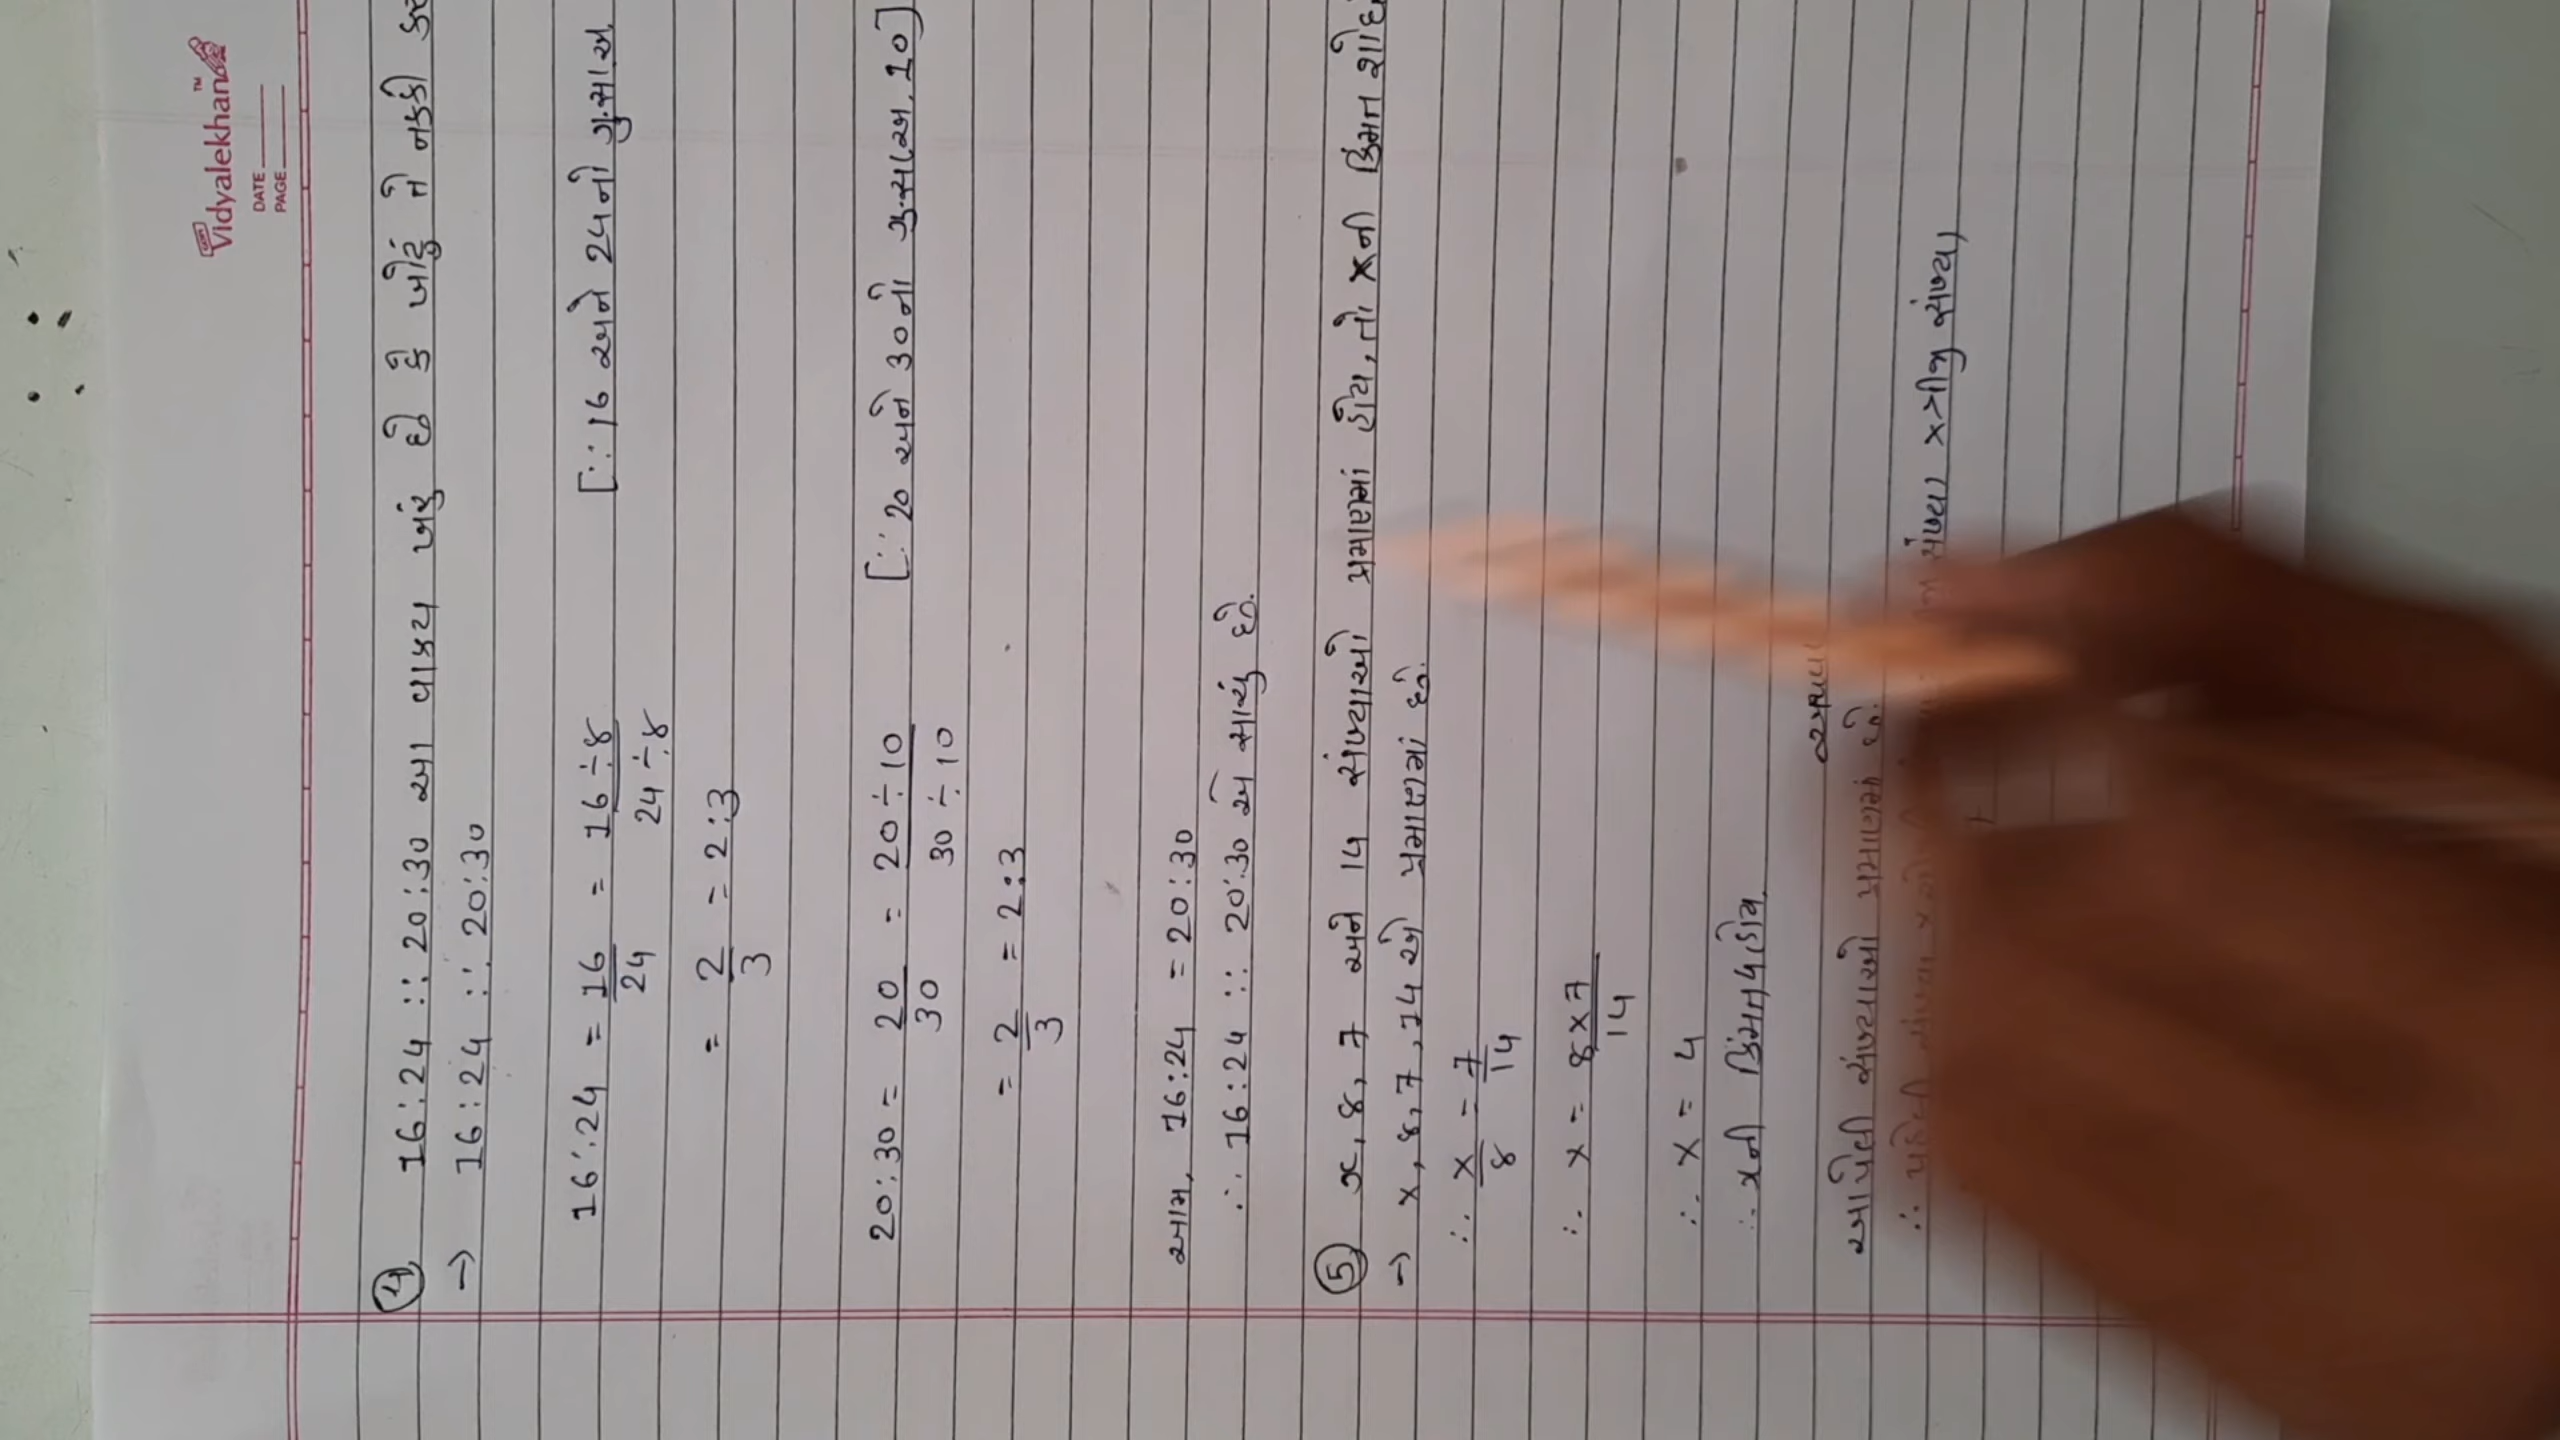 Vidyalekhan™
DATE
PAGE
④ 16:24 :: 20:30 આ વાક્ય ખરું છે કે ખોટું તે નક્કી
→ 16:24 :: 20:30
16:24 = 16/24 = 16÷8/24÷8 [∵ 16 અને 24નો ગુ.સા.અ.
= 2/3 = 2:3
20:30 = 20/30 = 20÷10/30÷10 [∵ 20 અને 30નો ગુ.સા.અ. 10]
= 2/3 = 2:3
આમ, 16:24 = 20:30
∴ 16:24 :: 20:30 એ સાચું છે.
⑤ x, 8, 7 અને 14 સંખ્યાઓ પ્રમાણમાં હોય, તો xની કિંમત
→ x, 8, 7, 14 એ પ્રમાણમાં છે.
∴ x/8 = 7/14
∴ x = 8×7/14
∴ x = 4
∴ xની કિંમત 4 હોય.
આપેલી સંખ્યાઓ પ્રમાણમાં છે.
∴ પહેલી સંખ્યા × સંખ્યા × ત્રીજી સંખ્યા